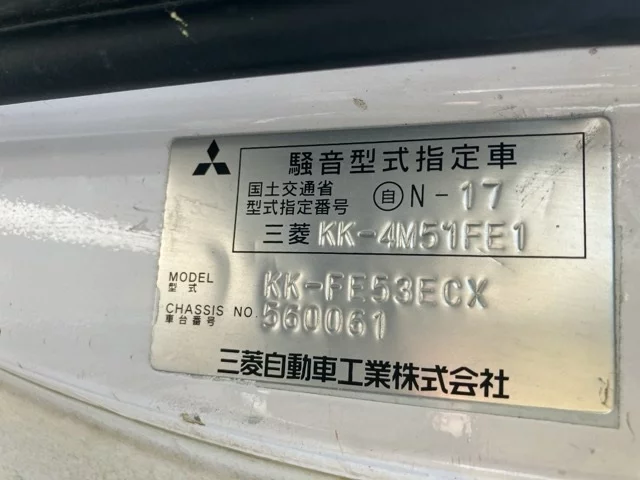 騒音型式指定車
国土交通省
型式指定番号 自 N-17
三菱 KK-4M51FE1
MODEL
型式 KK-FE53ECX
CHASSIS NO.
車台番号 560061
三菱自動車工業株式会社